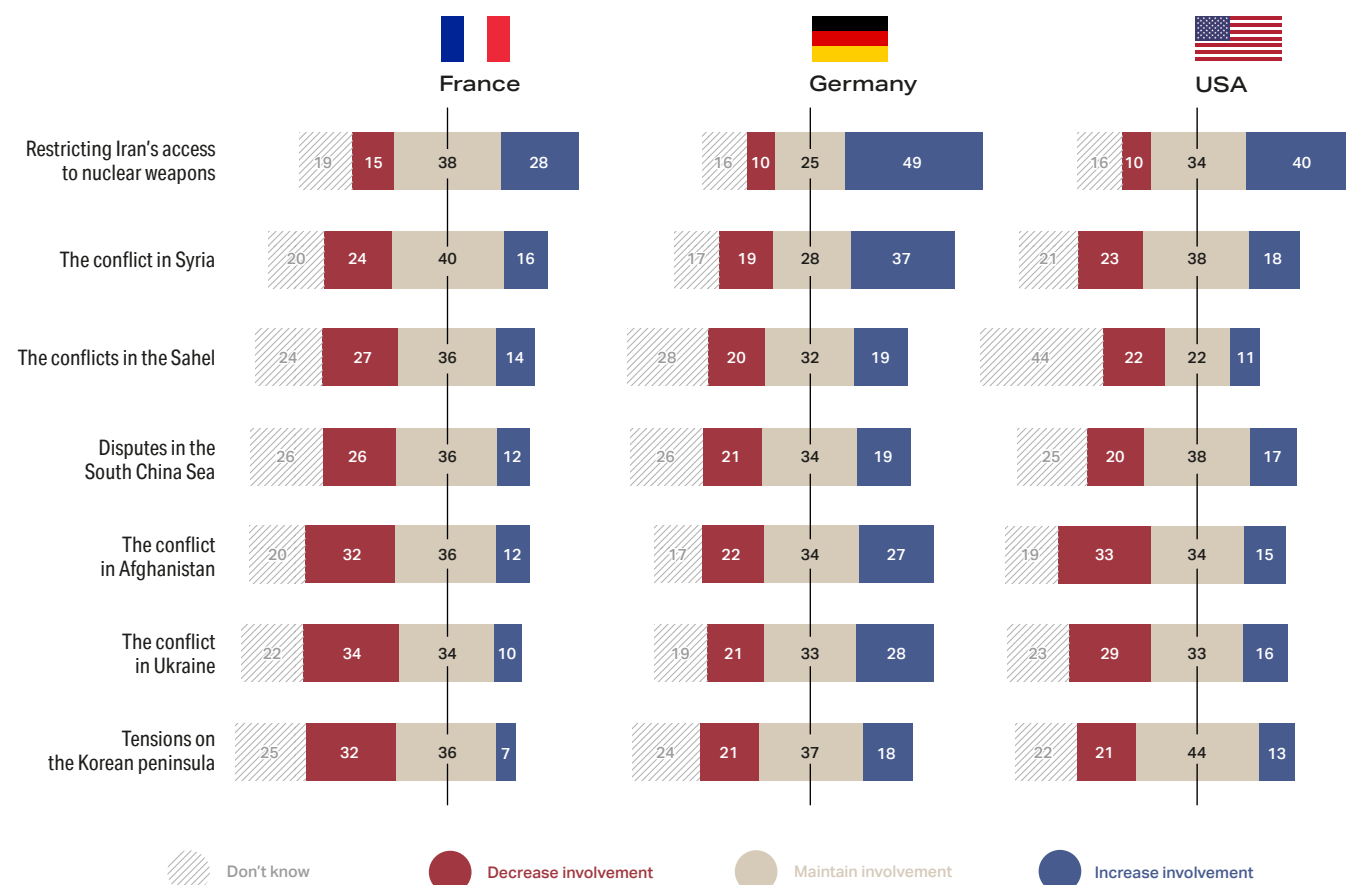 France Germany USA
Restricting Iran's access
to nuclear weapons
19 15 38 28 16 10 25 49 16 10 34 40
The conflict in Syria
20 24 40 16 17 19 28 37 21 23 38 18
The conflicts in the Sahel
24 27 36 14 28 20 32 19 44 22 22 11
Disputes in the
South China Sea
26 26 36 12 26 21 34 19 25 20 38 17
The conflict
in Afghanistan
20 32 36 12 17 22 34 27 19 33 34 15
The conflict
in Ukraine
22 34 34 10 19 21 33 28 23 29 33 16
Tensions on
the Korean peninsula
25 32 36 7 24 21 37 18 22 21 44 13
Don't know Decrease involvement Maintain involvement Increase involvement